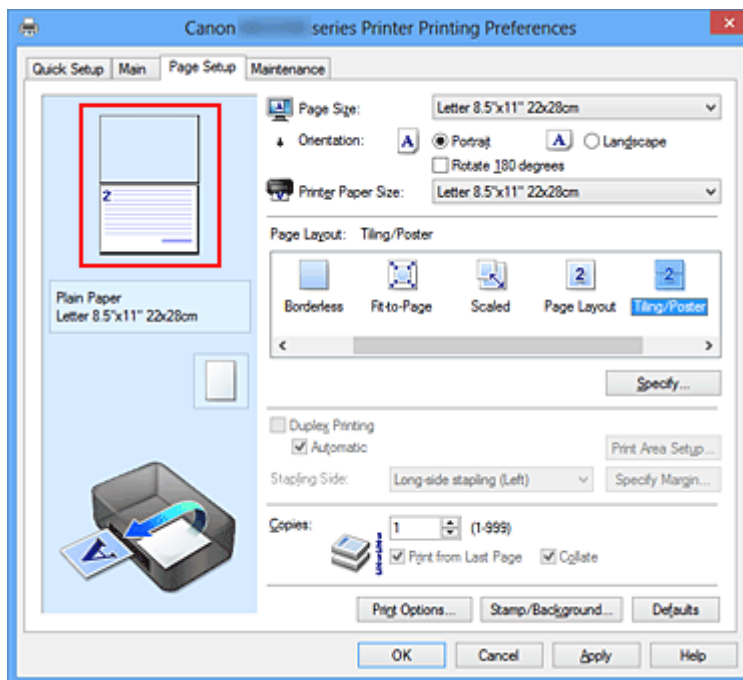 Canon series Printer Printing Preferences
Quick Setup Main Page Setup Maintenance
Page Size: Letter 8.5"x11" 22x28cm
Orientation: A Portrait A Landscape
Rotate 180 degrees
2
Printer Paper Size: Letter 8.5"x11" 22x28cm
Page Layout: Tiling/Poster
2 2
Borderless Fit-to-Page Scaled Page Layout Tiling/Poster
Plain Paper
Letter 8.5"x11" 22x28cm
Specify...
Duplex Printing
Automatic Print Area Setup...
Stapling Side: Long-side stapling (Left) Specify Margin...
Copies: 1 (1-999)
Print from Last Page Collate
A
Print Options... Stamp/Background... Defaults
OK Cancel Apply Help